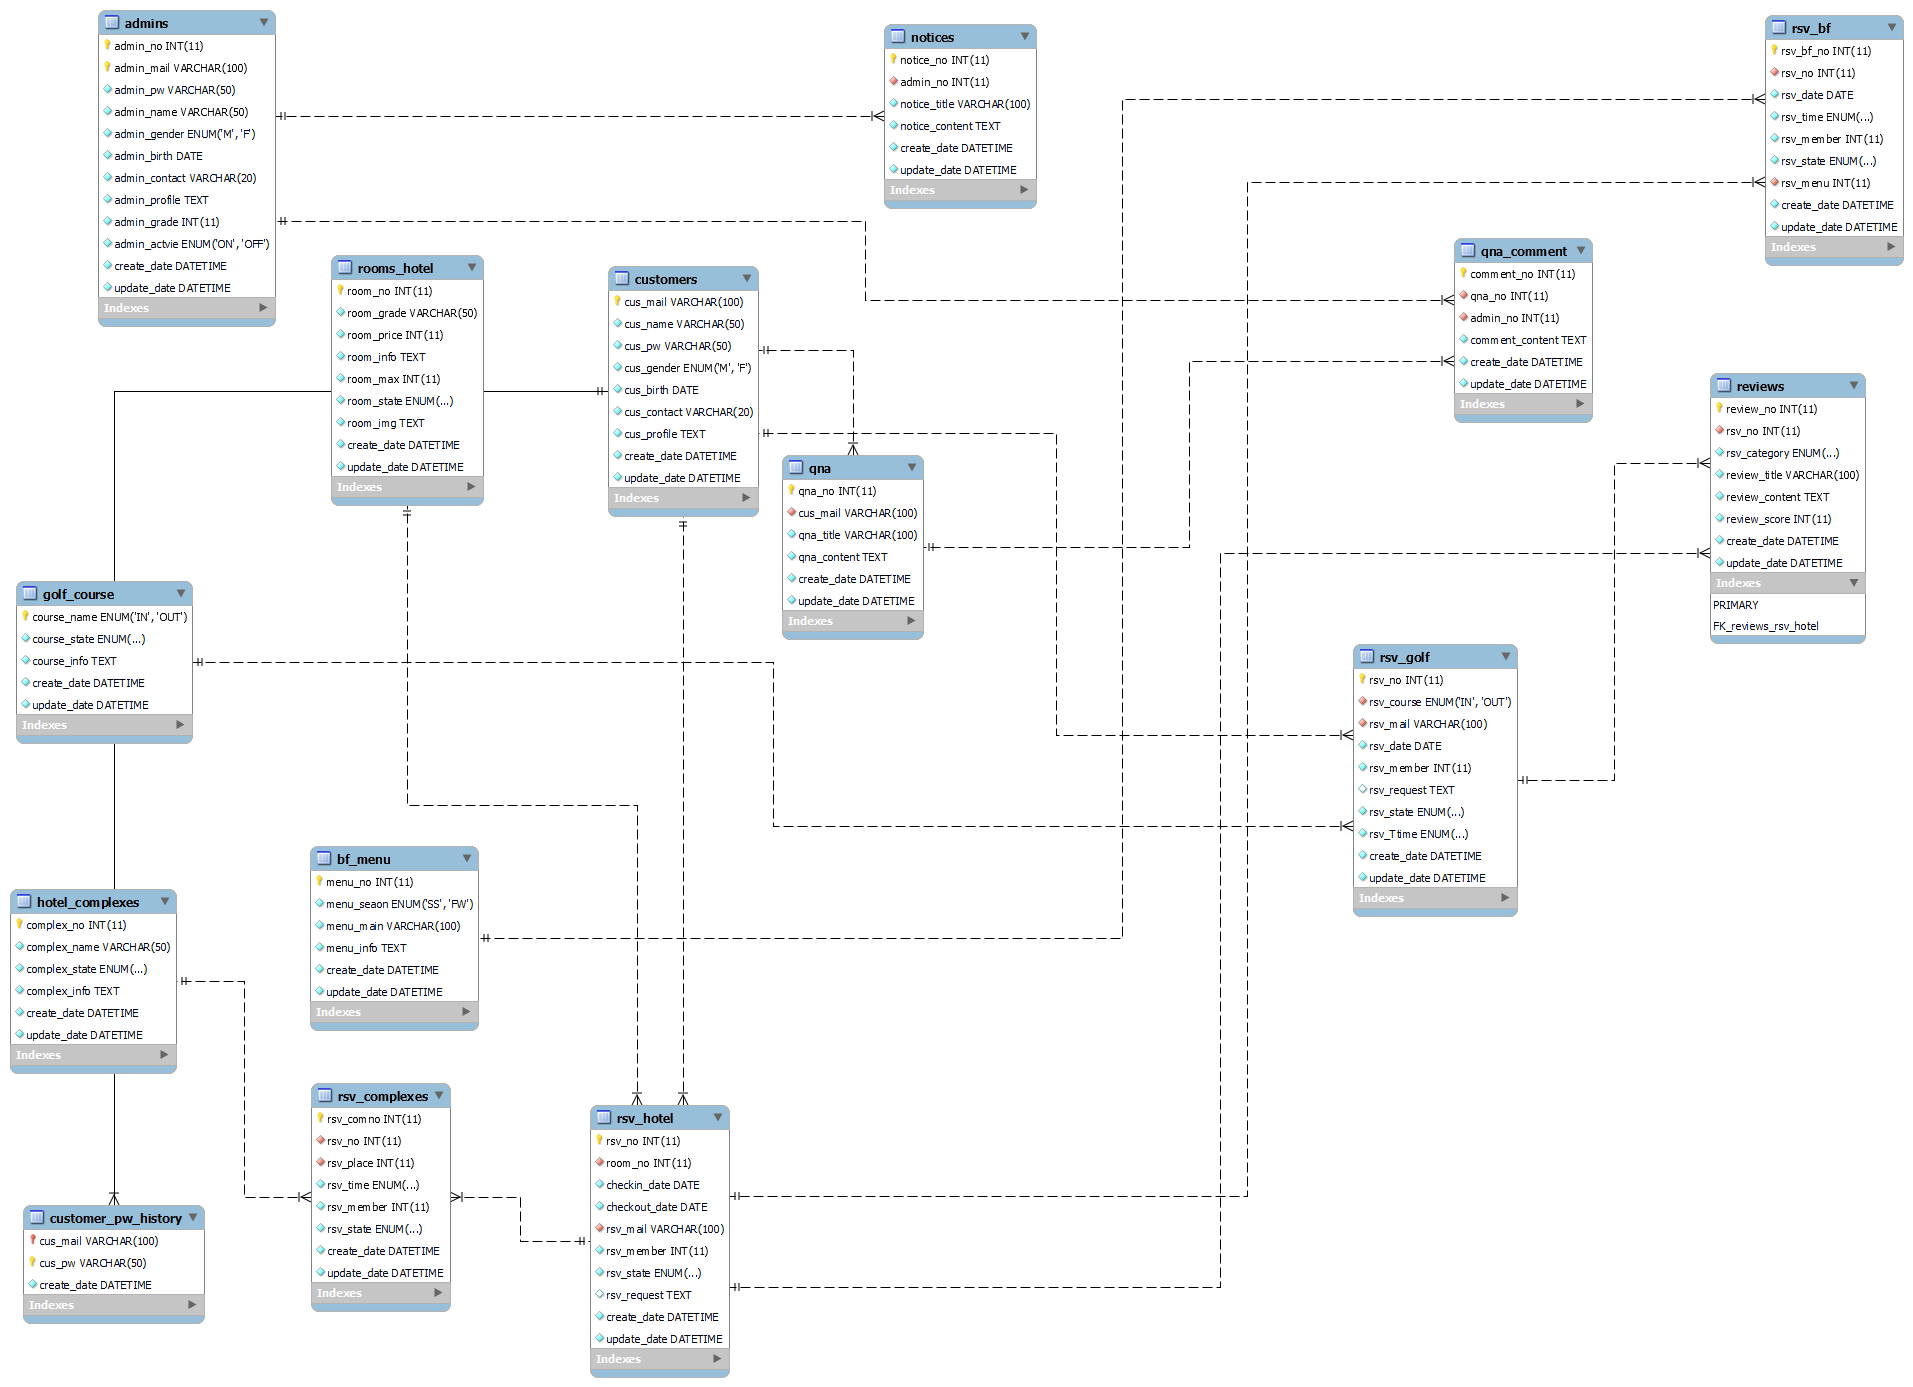 admins
admin_no INT(11)
admin_mail VARCHAR(100)
admin_pw VARCHAR(50)
admin_name VARCHAR(50)
admin_gender ENUM('M', 'F')
admin_birth DATE
admin_contact VARCHAR(20)
admin_profile TEXT
admin_grade INT(11)
admin_actvie ENUM('ON', 'OFF')
create_date DATETIME
update_date DATETIME
Indexes
notices
notice_no INT(11)
admin_no INT(11)
notice_title VARCHAR(100)
notice_content TEXT
create_date DATETIME
update_date DATETIME
Indexes
rsv_bf
rsv_bf_no INT(11)
rsv_no INT(11)
rsv_date DATE
rsv_time ENUM(...)
rsv_member INT(11)
rsv_state ENUM(...)
rsv_menu INT(11)
create_date DATETIME
update_date DATETIME
Indexes
rooms_hotel
room_no INT(11)
room_grade VARCHAR(50)
room_price INT(11)
room_info TEXT
room_max INT(11)
room_state ENUM(...)
room_img TEXT
create_date DATETIME
update_date DATETIME
Indexes
customers
cus_mail VARCHAR(100)
cus_name VARCHAR(50)
cus_pw VARCHAR(50)
cus_gender ENUM('M', 'F')
cus_birth DATE
cus_contact VARCHAR(20)
cus_profile TEXT
create_date DATETIME
update_date DATETIME
Indexes
qna_comment
comment_no INT(11)
qna_no INT(11)
admin_no INT(11)
comment_content TEXT
create_date DATETIME
update_date DATETIME
Indexes
reviews
review_no INT(11)
rsv_no INT(11)
rsv_category ENUM(...)
review_title VARCHAR(100)
review_content TEXT
review_score INT(11)
create_date DATETIME
update_date DATETIME
Indexes
PRIMARY
FK_reviews_rsv_hotel
qna
qna_no INT(11)
cus_mail VARCHAR(100)
qna_title VARCHAR(100)
qna_content TEXT
create_date DATETIME
update_date DATETIME
Indexes
golf_course
course_name ENUM('IN', 'OUT')
course_state ENUM(...)
course_info TEXT
create_date DATETIME
update_date DATETIME
Indexes
rsv_golf
rsv_no INT(11)
rsv_course ENUM('IN', 'OUT')
rsv_mail VARCHAR(100)
rsv_date DATE
rsv_member INT(11)
rsv_request TEXT
rsv_state ENUM(...)
rsv_Ttime ENUM(...)
create_date DATETIME
update_date DATETIME
Indexes
bf_menu
menu_no INT(11)
menu_seaon ENUM('SS', 'FW')
menu_main VARCHAR(100)
menu_info TEXT
create_date DATETIME
update_date DATETIME
Indexes
hotel_complexes
complex_no INT(11)
complex_name VARCHAR(50)
complex_state ENUM(...)
complex_info TEXT
create_date DATETIME
update_date DATETIME
Indexes
rsv_complexes
rsv_comno INT(11)
rsv_no INT(11)
rsv_place INT(11)
rsv_time ENUM(...)
rsv_member INT(11)
rsv_state ENUM(...)
create_date DATETIME
update_date DATETIME
Indexes
rsv_hotel
rsv_no INT(11)
room_no INT(11)
checkin_date DATE
checkout_date DATE
rsv_mail VARCHAR(100)
rsv_member INT(11)
rsv_state ENUM(...)
rsv_request TEXT
create_date DATETIME
update_date DATETIME
Indexes
customer_pw_history
cus_mail VARCHAR(100)
cus_pw VARCHAR(50)
create_date DATETIME
Indexes